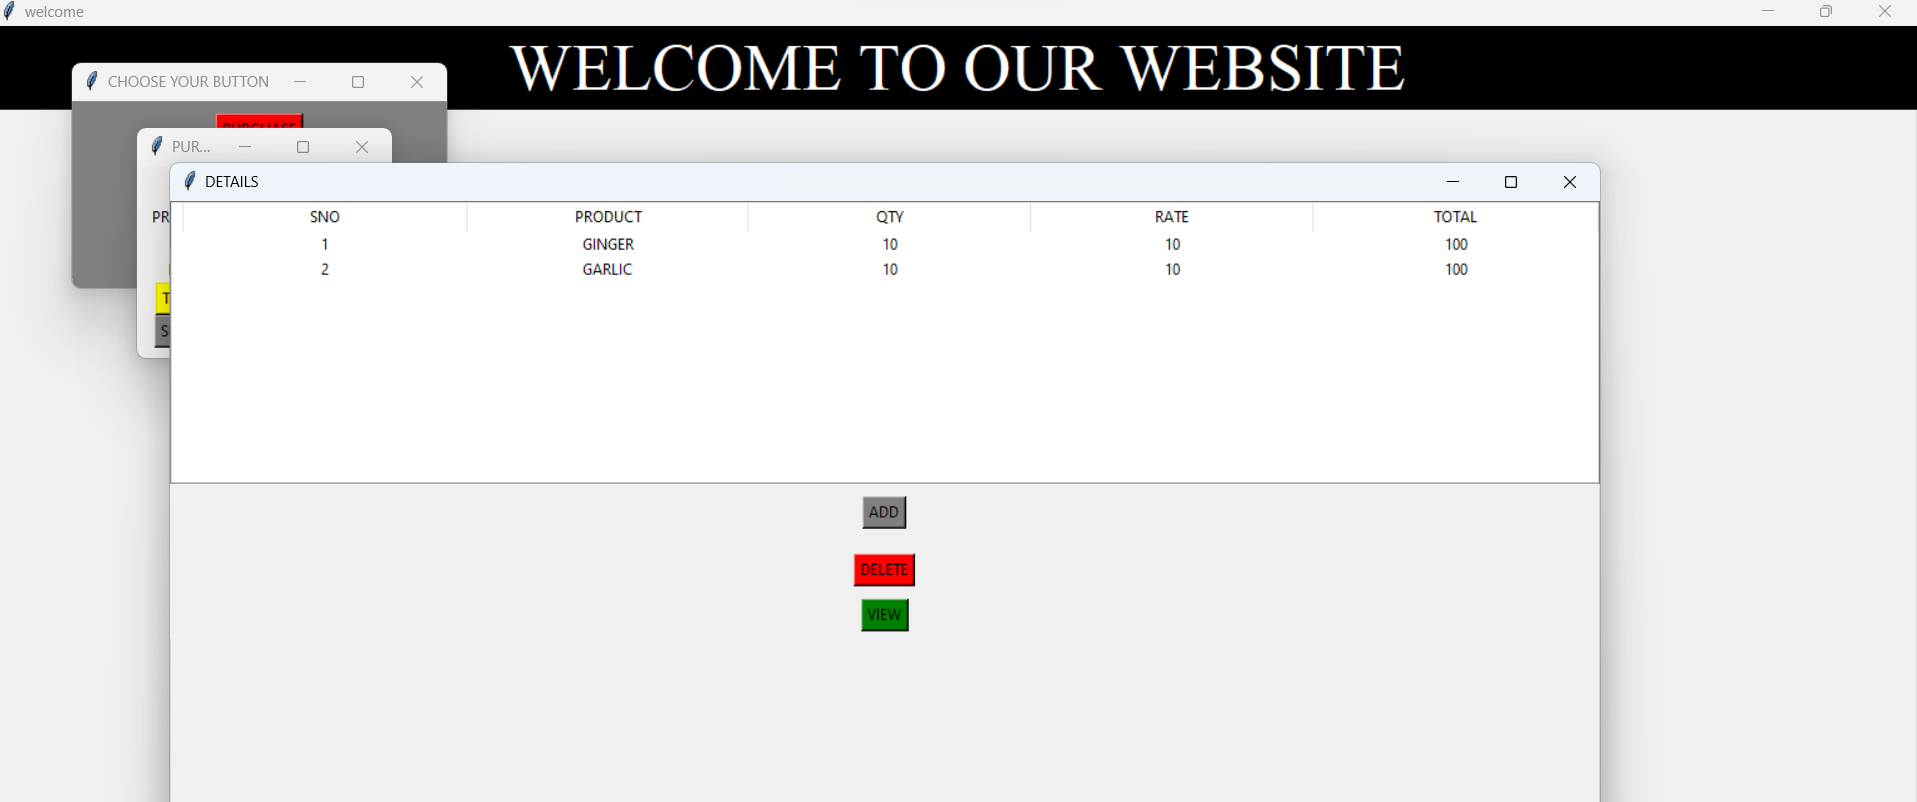 welcome
WELCOME TO OUR WEBSITE
CHOOSE YOUR BUTTON
PURCHASE
PUR...
DETAILS
PR
SNO PRODUCT QTY RATE TOTAL
1 GINGER 10 10 100
2 GARLIC 10 10 100
T
S
ADD
DELETE
VIEW